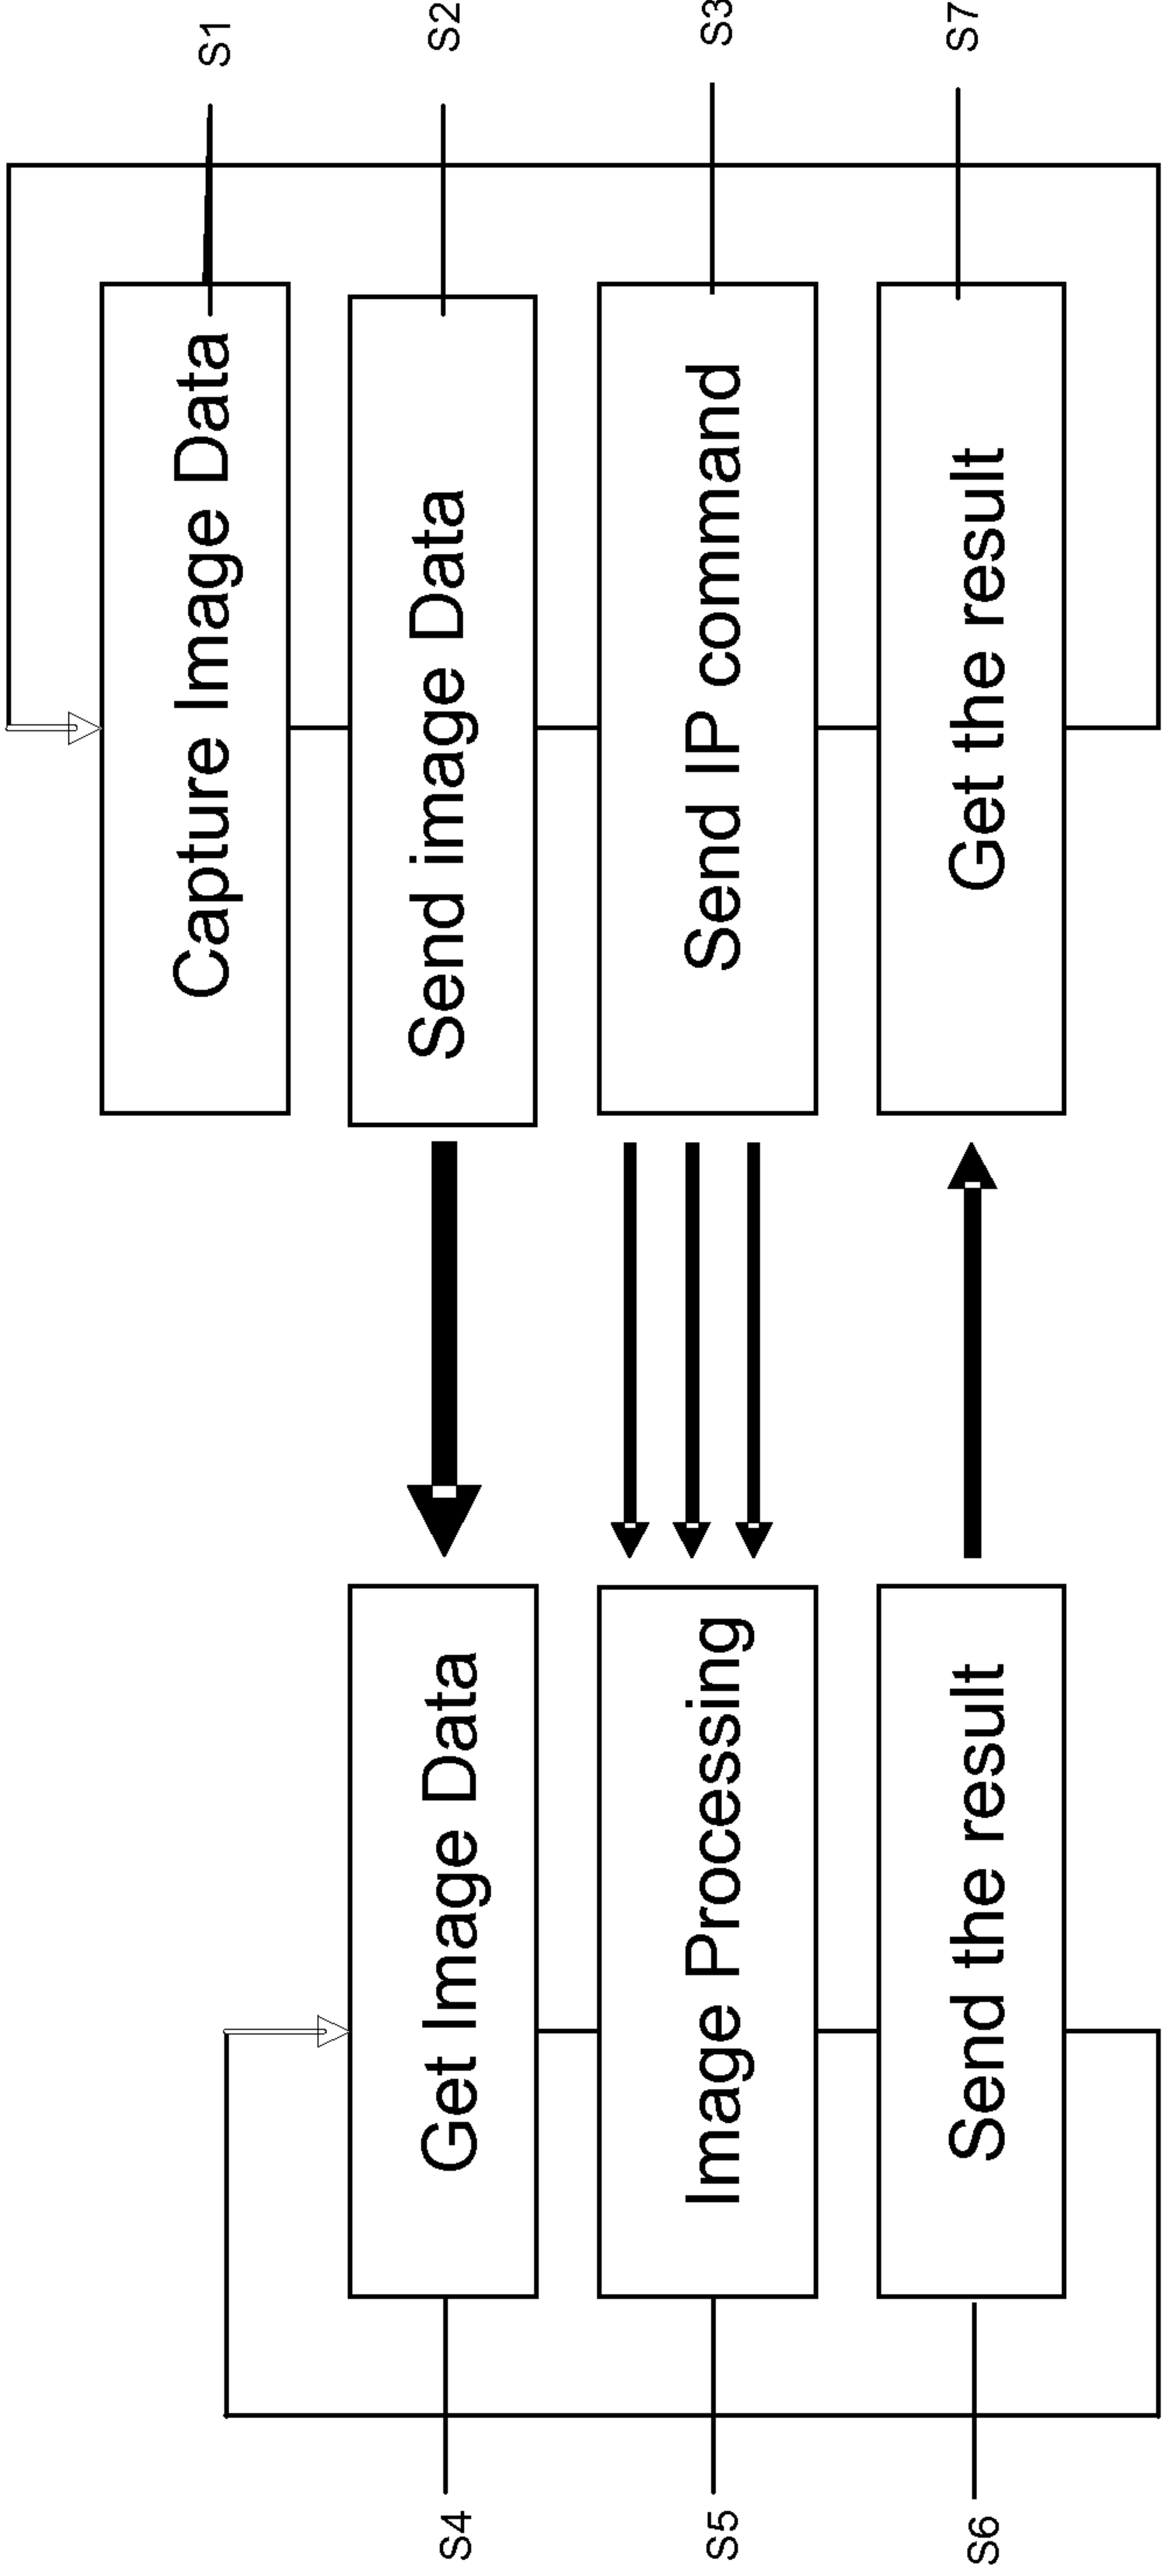 S1
Capture Image Data
S2
Send image Data
S3
Send IP command
S7
Get the result
S4
Get Image Data
S5
Image Processing
S6
Send the result